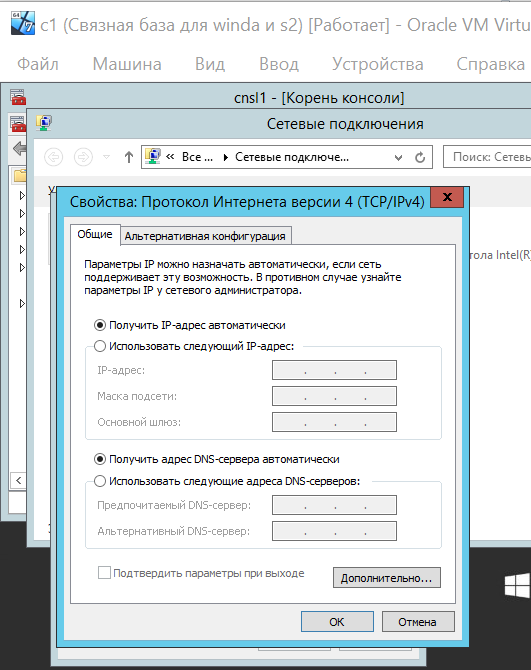 64
c1 (Связная база для winda и s2) [Работает] - Oracle VM Virtu
Файл Машина Вид Ввод Устройства Справка
cnsl1 - [Корень консоли]
Сетевые подключения
« Все ... Сетевые подключе... Поиск: Сетевь
Свойства: Протокол Интернета версии 4 (TCP/IPv4) x
Общие Альтернативная конфигурация
тола Intel(R)
Параметры IP можно назначать автоматически, если сеть
поддерживает эту возможность. В противном случае узнайте
параметры IP у сетевого администратора.
Получить IP-адрес автоматически
Использовать следующий IP-адрес:
IP-адрес: . . .
Маска подсети: . . .
Основной шлюз: . . .
Получить адрес DNS-сервера автоматически
Использовать следующие адреса DNS-серверов:
Предпочитаемый DNS-сервер: . . .
Альтернативный DNS-сервер: . . .
Подтвердить параметры при выходе
Дополнительно...
OK Отмена